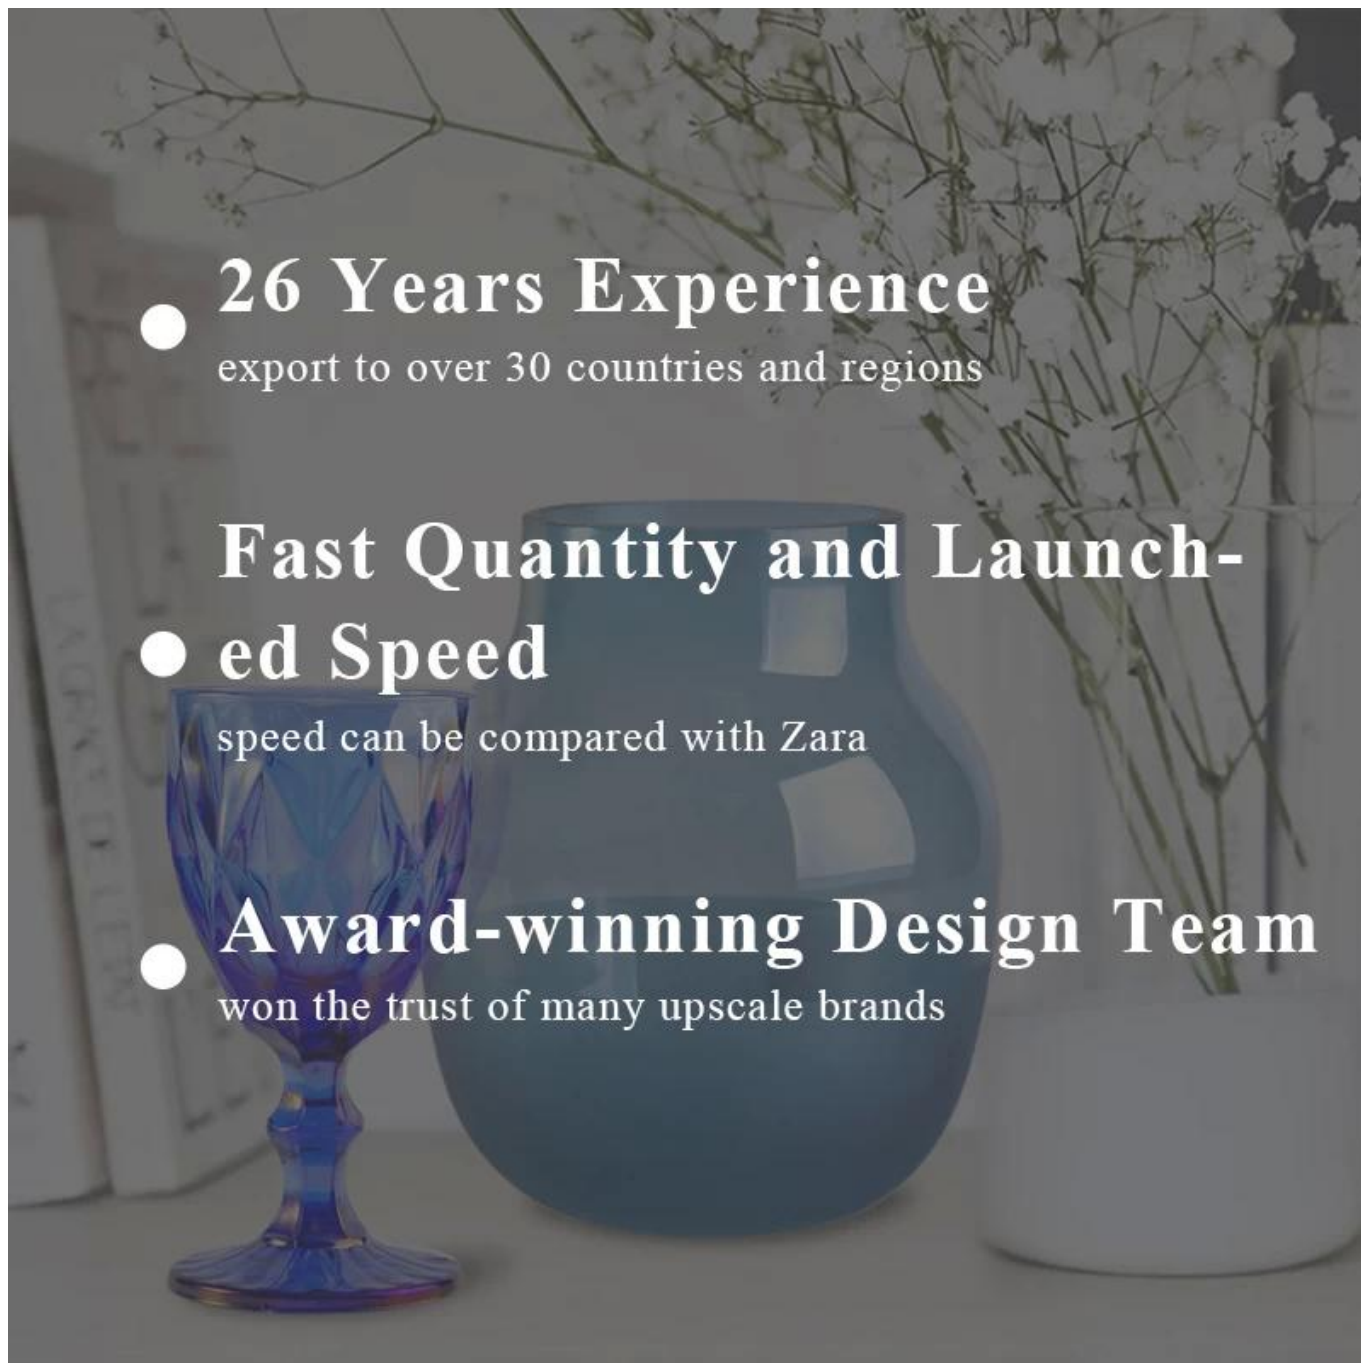 26 Years Experience
export to over 30 countries and regions
Fast Quantity and Launch-
ed Speed
speed can be compared with Zara
Award-winning Design Team
won the trust of many upscale brands